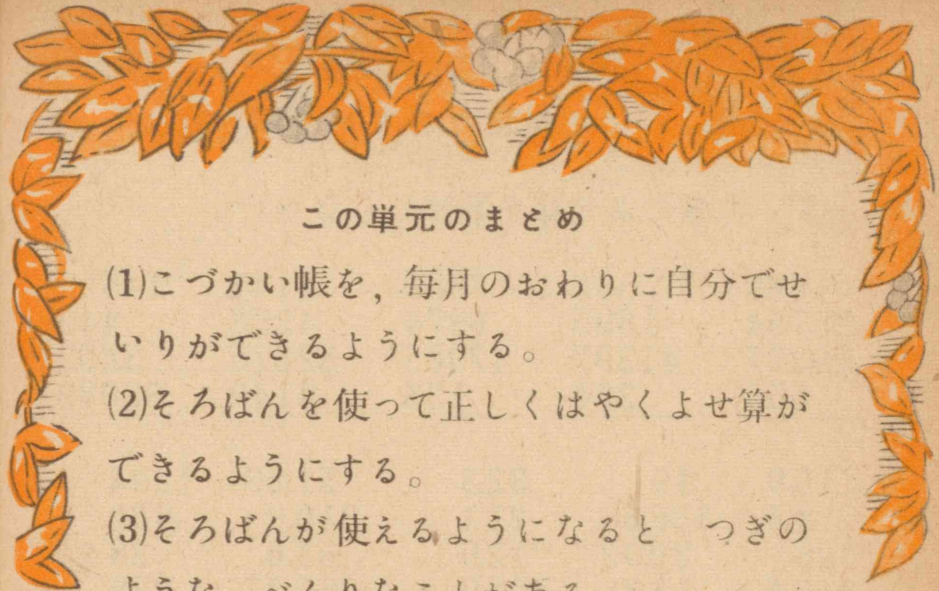 この単元のまとめ
(1)こづかい帳を，毎月のおわりに自分でせ
いりができるようにする。
(2)そろばんを使って正しくはやくよせ算が
できるようにする。
(3)そろばんが使えるようになると つぎの